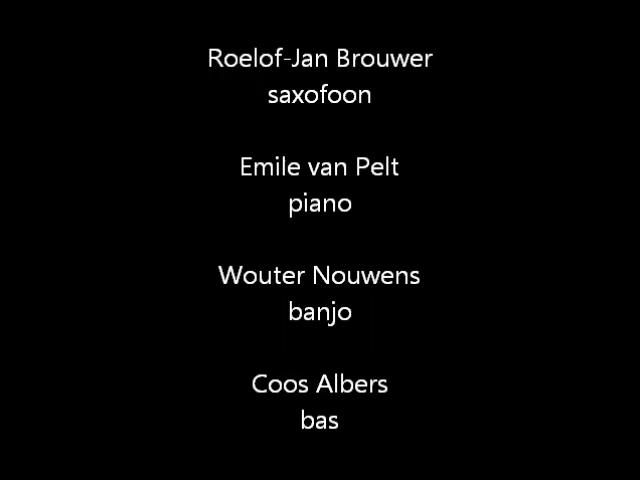 Roelof-Jan Brouwer
saxofoon
Emile van Pelt
piano
Wouter Nouwens
banjo
Coos Albers
bas